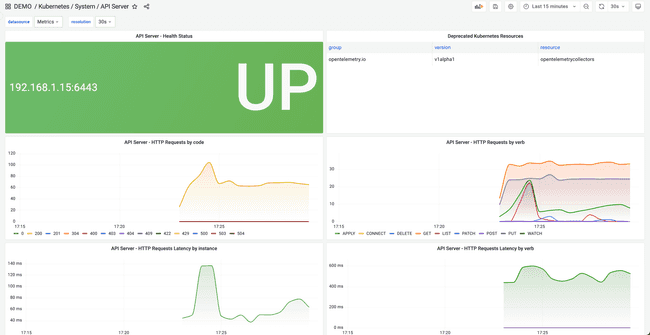 DEMO / Kubernetes / System / API Server
Last 15 minutes
30s
datasource
Metrics
resolution
30s
API Server - Health Status
192.168.1.15:6443
UP
Deprecated Kubernetes Resources
group
version
resource
opentelemetry.io
v1alpha1
opentelemetrycollectors
API Server - HTTP Requests by code
120
100
80
60
40
20
0
17:15
17:20
17:25
0 200 201 304 400 403 404 409 422 429 500 503 504
API Server - HTTP Requests by verb
30
20
10
0
17:15
17:20
17:25
APPLY CONNECT DELETE GET LIST PATCH POST PUT WATCH
API Server - HTTP Requests Latency by instance
140 ms
120 ms
100 ms
80 ms
60 ms
40 ms
17:15
17:20
17:25
API Server - HTTP Requests Latency by verb
600 ms
400 ms
200 ms
0 ms
17:15
17:20
17:25